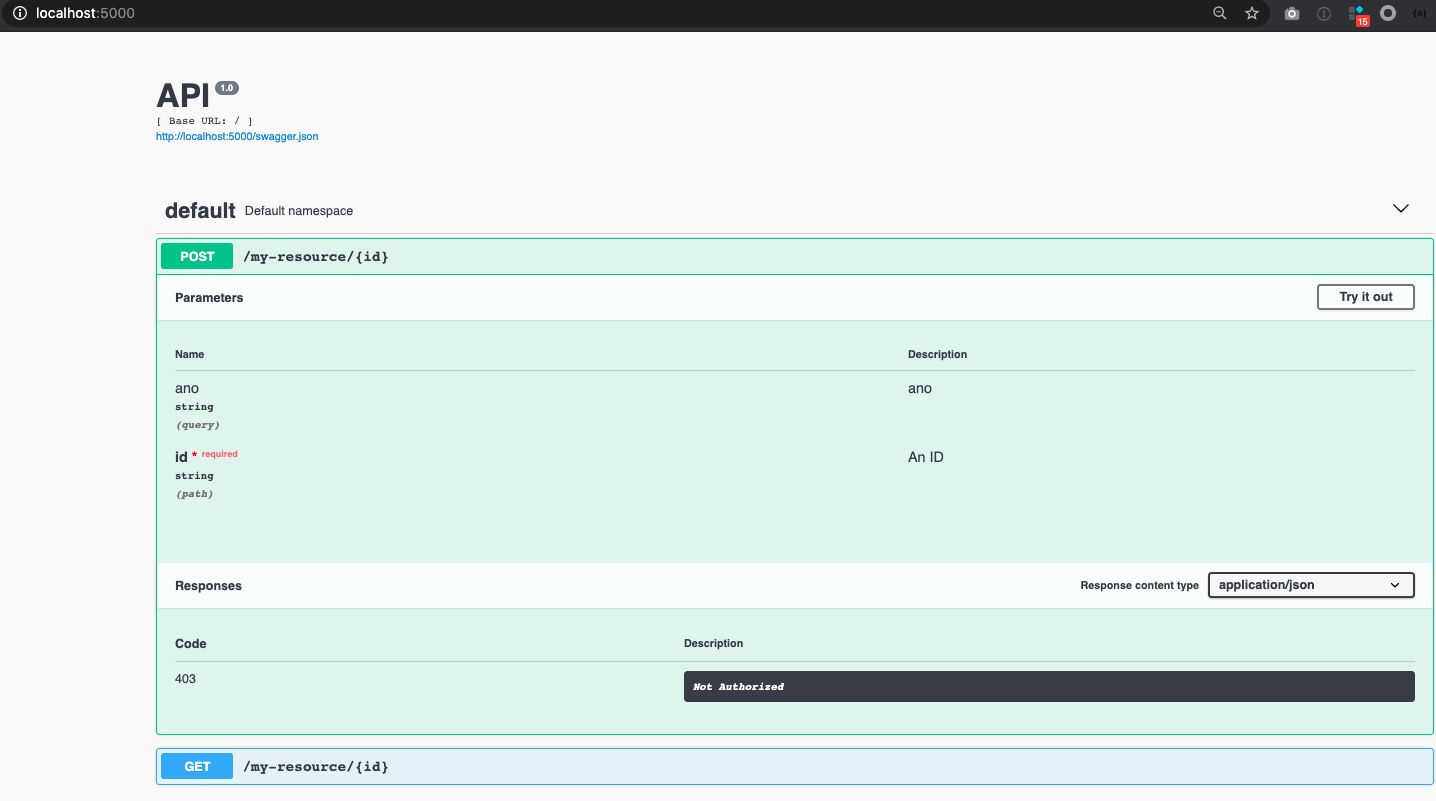 localhost:5000
15
API 1.0
[ Base URL: / ]
http://localhost:5000/swagger.json
default Default namespace
POST /my-resource/{id}
Parameters Try it out
Name Description
ano ano
string
(query)
id * required An ID
string
(path)
Responses Response content type application/json
Code Description
403 Not Authorized
GET /my-resource/{id}